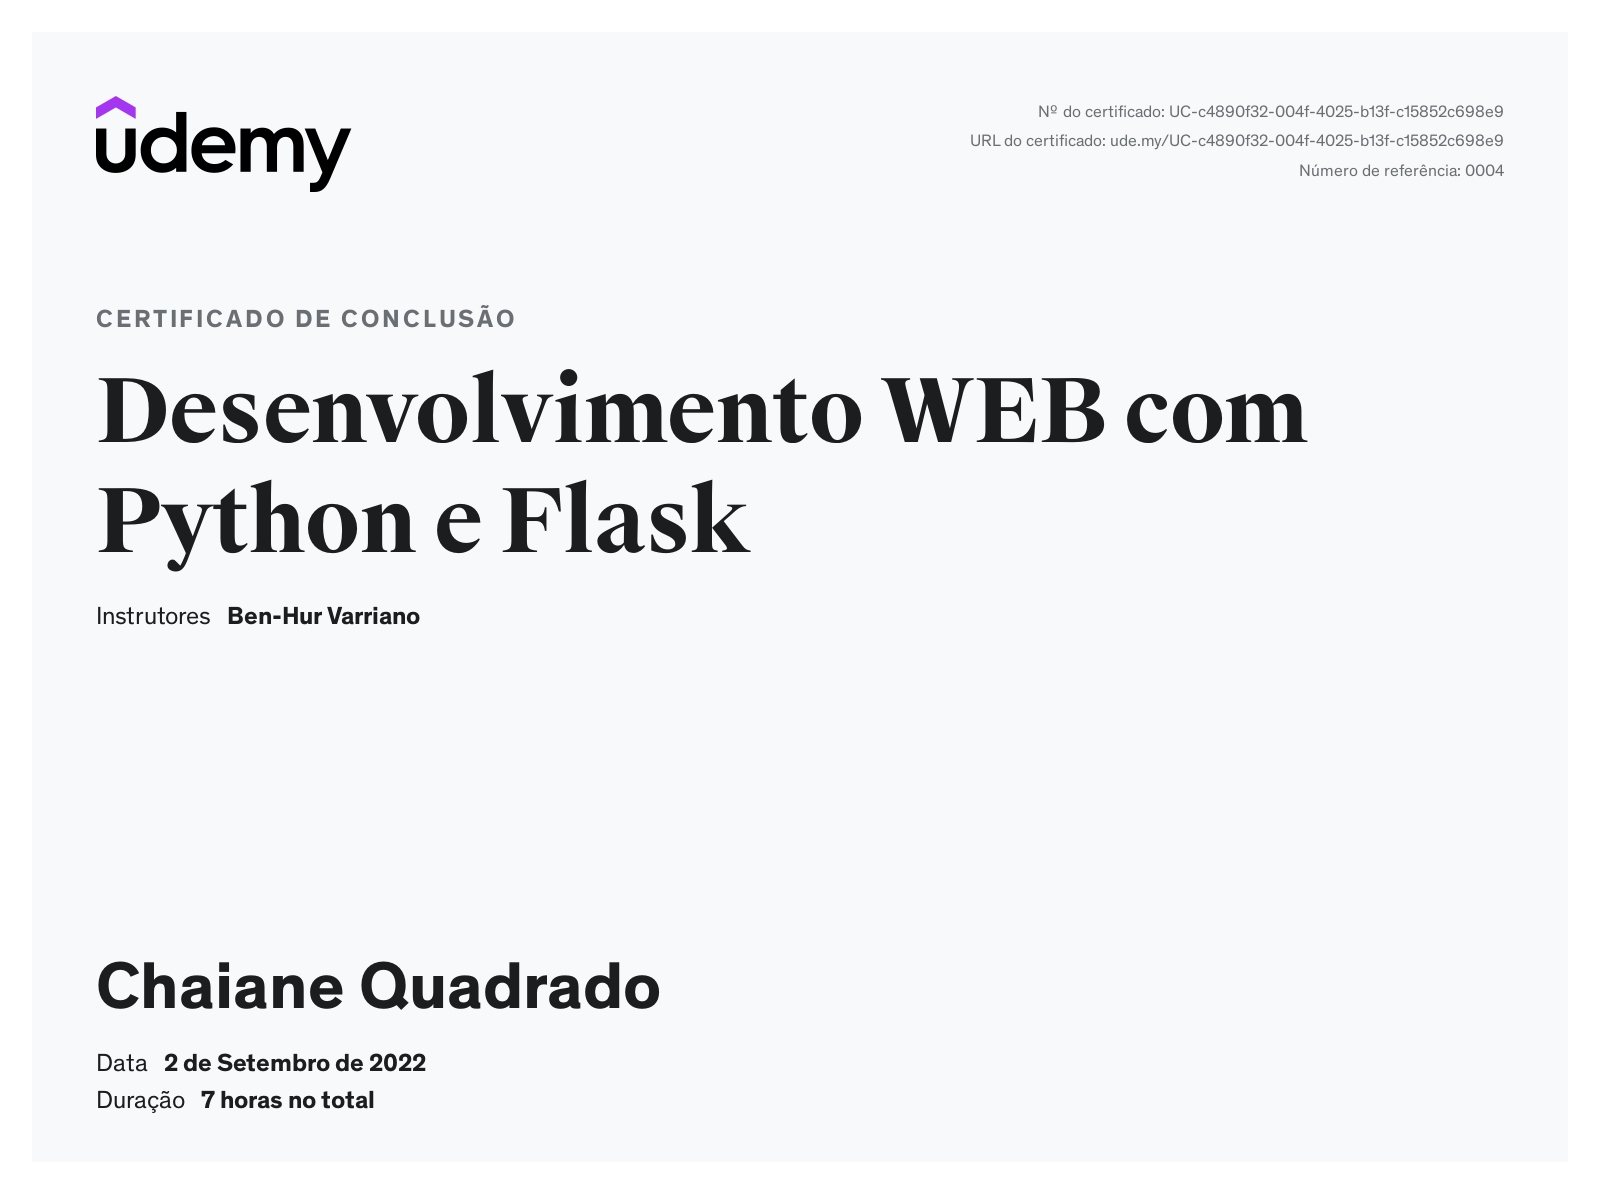 udemy
Nº do certificado: UC-c4890f32-004f-4025-b13f-c15852c698e9
URL do certificado: ude.my/UC-c4890f32-004f-4025-b13f-c15852c698e9
Número de referência: 0004
CERTIFICADO DE CONCLUSÃO
Desenvolvimento WEB com
Python e Flask
Instrutores Ben-Hur Varriano
Chaiane Quadrado
Data 2 de Setembro de 2022
Duração 7 horas no total